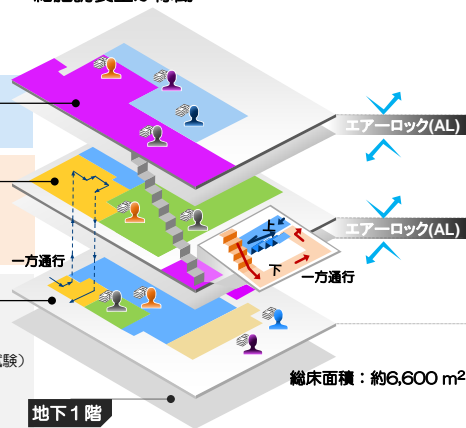 エアーロック(AL)
エアーロック(AL)
上
下
一方通行
一方通行
試験）
総床面積：約6,600 m²
地下1階